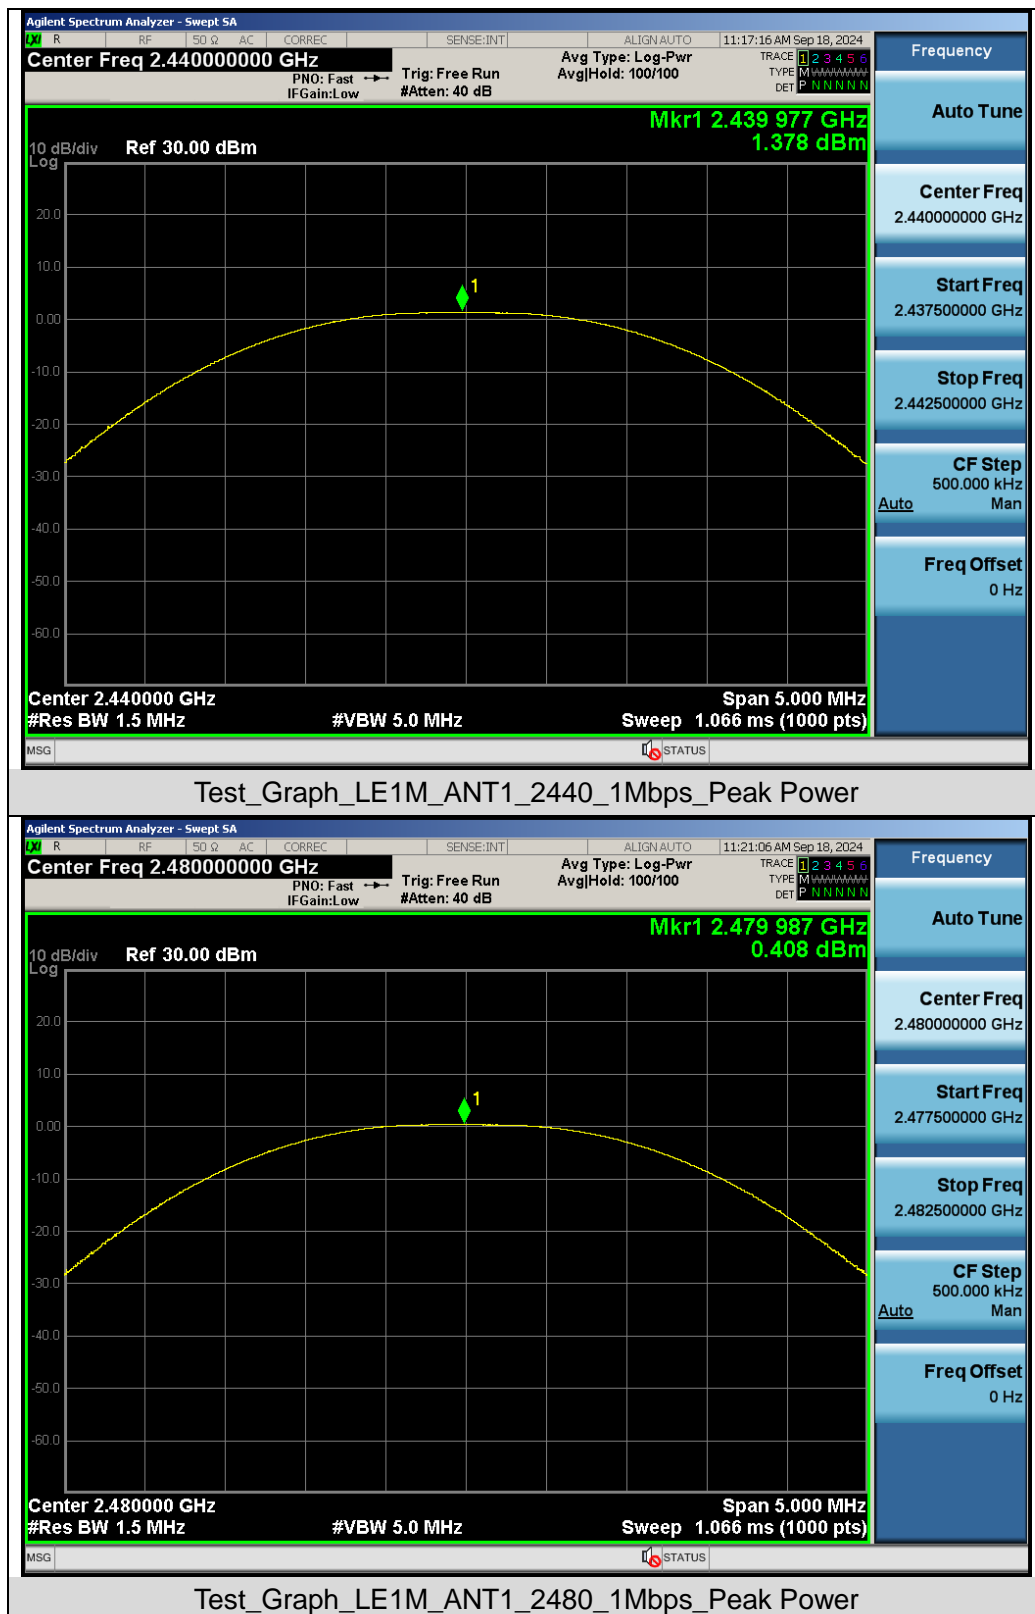 Agilent Spectrum Analyzer - Swept SA
LXI R RF 50 Ω AC CORREC SENSE:INT ALIGN AUTO 11:17:16 AM Sep 18, 2024
Center Freq 2.440000000 GHz
PNO: Fast
IFGain:Low
Trig: Free Run
#Atten: 40 dB
Avg Type: Log-Pwr
Avg|Hold: 100/100
TRACE 1 2 3 4 5 6
TYPE M WWWWW
DET P N N N N N
Mkr1 2.439 977 GHz
1.378 dBm
10 dB/div Ref 30.00 dBm
Log
20.0
10.0
1
0.00
-10.0
-20.0
-30.0
-40.0
-50.0
-60.0
Center 2.440000 GHz Span 5.000 MHz
#Res BW 1.5 MHz #VBW 5.0 MHz Sweep 1.066 ms (1000 pts)
MSG STATUS
Frequency
Auto Tune
Center Freq
2.440000000 GHz
Start Freq
2.437500000 GHz
Stop Freq
2.442500000 GHz
CF Step
500.000 kHz
Auto Man
Freq Offset
0 Hz
Test_Graph_LE1M_ANT1_2440_1Mbps_Peak Power
Agilent Spectrum Analyzer - Swept SA
LXI R RF 50 Ω AC CORREC SENSE:INT ALIGN AUTO 11:21:06 AM Sep 18, 2024
Center Freq 2.480000000 GHz
PNO: Fast
IFGain:Low
Trig: Free Run
#Atten: 40 dB
Avg Type: Log-Pwr
Avg|Hold: 100/100
TRACE 1 2 3 4 5 6
TYPE M WWWWW
DET P N N N N N
Mkr1 2.479 987 GHz
0.408 dBm
10 dB/div Ref 30.00 dBm
Log
20.0
10.0
1
0.00
-10.0
-20.0
-30.0
-40.0
-50.0
-60.0
Center 2.480000 GHz Span 5.000 MHz
#Res BW 1.5 MHz #VBW 5.0 MHz Sweep 1.066 ms (1000 pts)
MSG STATUS
Frequency
Auto Tune
Center Freq
2.480000000 GHz
Start Freq
2.477500000 GHz
Stop Freq
2.482500000 GHz
CF Step
500.000 kHz
Auto Man
Freq Offset
0 Hz
Test_Graph_LE1M_ANT1_2480_1Mbps_Peak Power